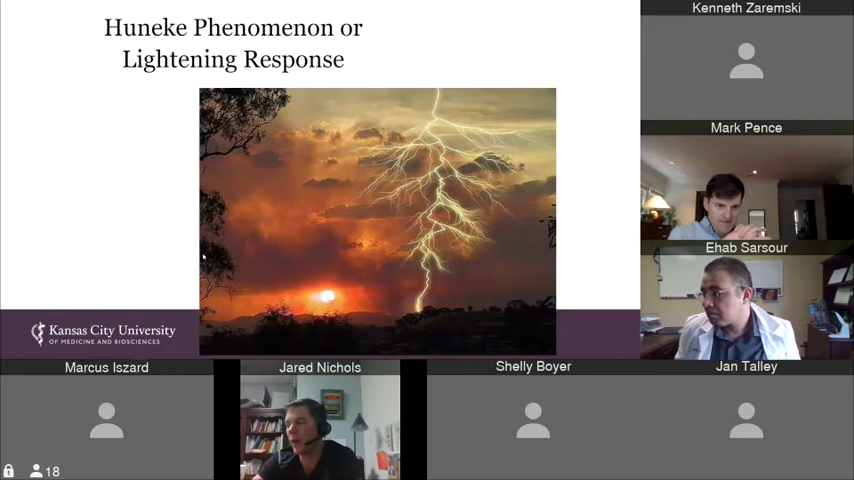 Huneke Phenomenon or
Lightening Response
Kansas City University
OF MEDICINE AND BIOSCIENCES
Kenneth Zaremski
Mark Pence
Ehab Sarsour
Marcus Iszard
Jared Nichols
Shelly Boyer
Jan Talley
18